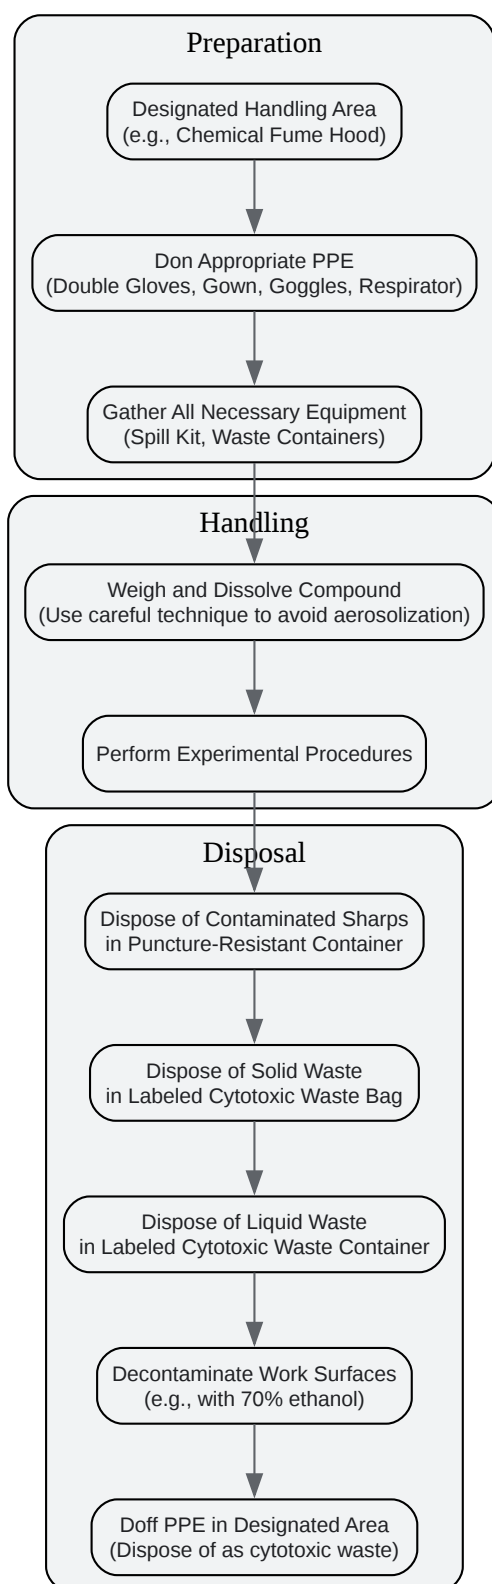 Preparation
Designated Handling Area
(e.g., Chemical Fume Hood)
Don Appropriate PPE
(Double Gloves, Gown, Goggles, Respirator)
Gather All Necessary Equipment
(Spill Kit, Waste Containers)
Handling
Weigh and Dissolve Compound
(Use careful technique to avoid aerosolization)
Perform Experimental Procedures
Disposal
Dispose of Contaminated Sharps
in Puncture-Resistant Container
Dispose of Solid Waste
in Labeled Cytotoxic Waste Bag
Dispose of Liquid Waste
in Labeled Cytotoxic Waste Container
Decontaminate Work Surfaces
(e.g., with 70% ethanol)
Doff PPE in Designated Area
(Dispose of as cytotoxic waste)